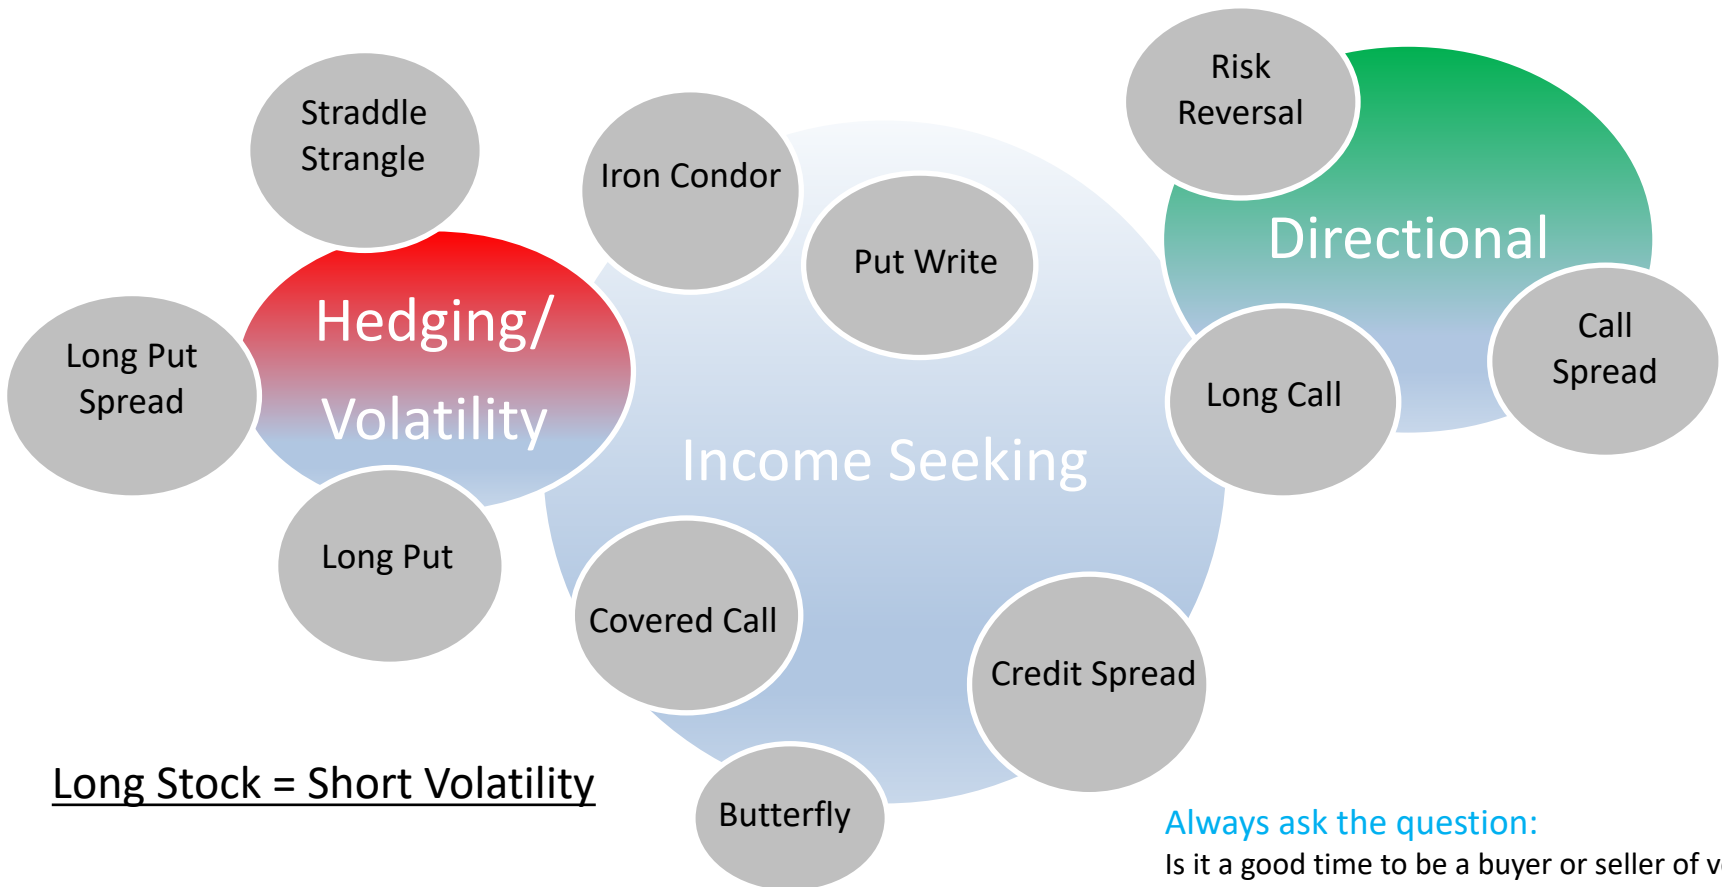 Straddle
Strangle
Hedging/
Volatility
Long Put
Spread
Long Put
Iron Condor
Put Write
Income Seeking
Covered Call
Credit Spread
Butterfly
Risk
Reversal
Directional
Long Call
Call
Spread
Long Stock = Short Volatility
Always ask the question:
Is it a good time to be a buyer or seller of